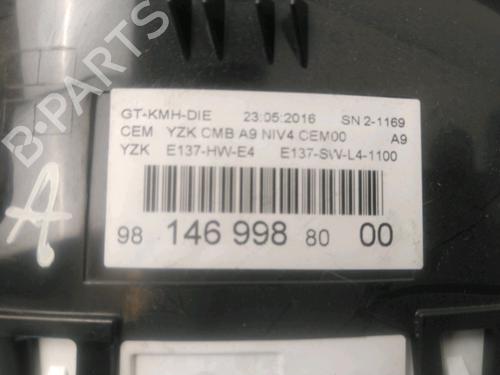 GT-KMH-DIE 23:05:2016 SN 2-1169
CEM YZK CMB A9 NIV4 CEM00 A9
YZK E137-HW-E4 E137-SW-L4-1100
98 146 998 80 00
A
B-PARTS